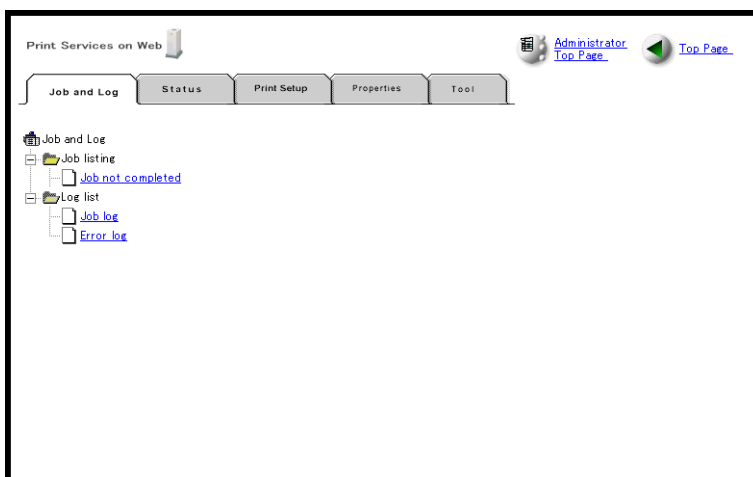 Print Services on Web
Administrator
Top Page
Top Page
Job and Log
Status
Print Setup
Properties
Tool
Job and Log
Job listing
Job not completed
Log list
Job log
Error log